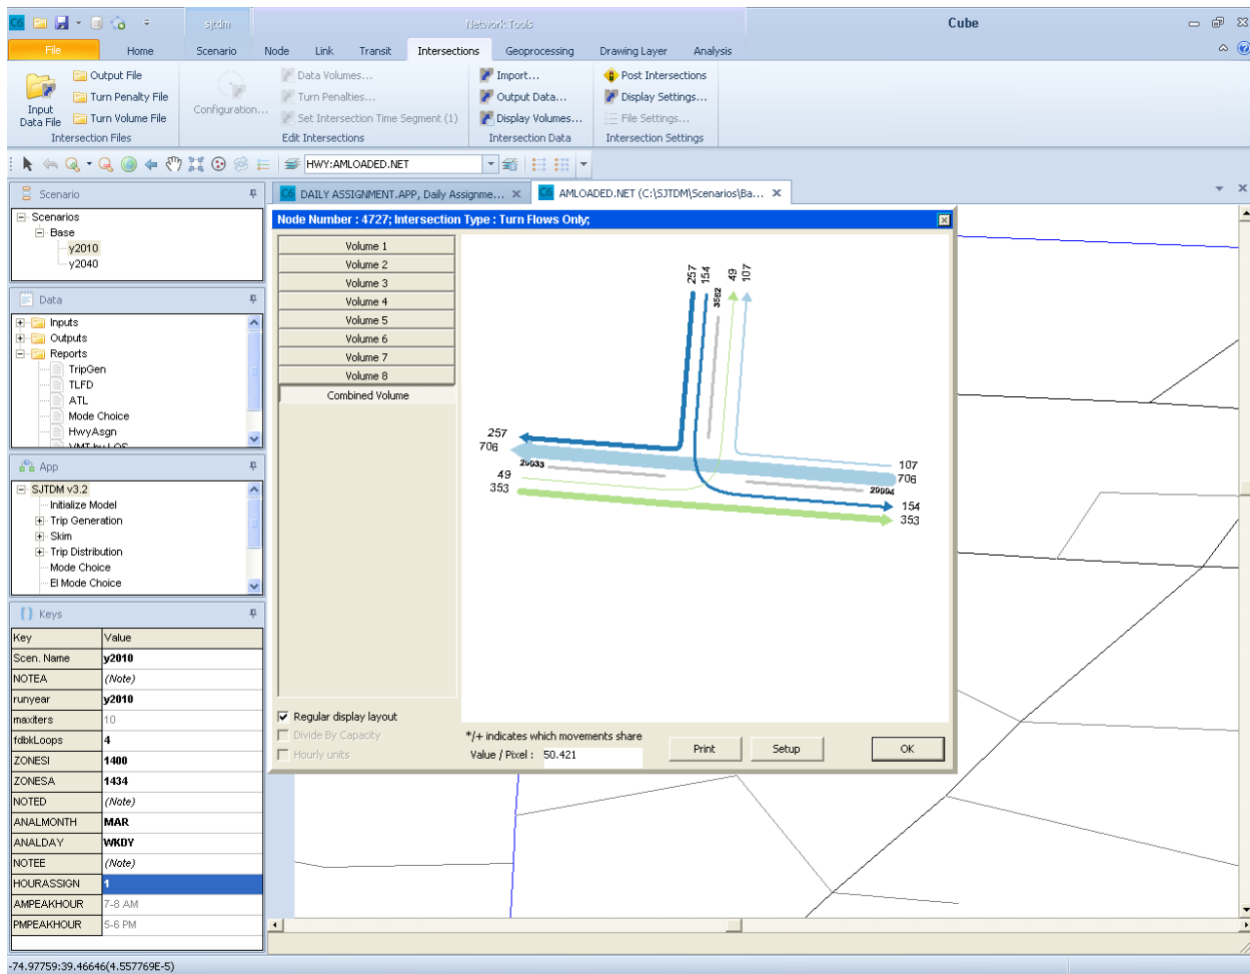 C6 sjtdm Network Tools Cube
File Home Scenario Node Link Transit Intersections Geoprocessing Drawing Layer Analysis
Input Data File
Output File
Turn Penalty File
Turn Volume File
Intersection Files
Configuration...
Data Volumes...
Turn Penalties...
Set Intersection Time Segment (1)
Edit Intersections
Import...
Output Data...
Display Volumes...
Intersection Data
Post Intersections
Display Settings...
File Settings...
Intersection Settings
HWY:AMLOADED.NET
Scenario
Scenarios
Base
y2010
y2040
Data
Inputs
Outputs
Reports
TripGen
TLFD
ATL
Mode Choice
HwyAsgn
VMT by LOS
App
SJTDM v3.2
Initialize Model
Trip Generation
Skim
Trip Distribution
Mode Choice
EI Mode Choice
Keys
Key Value
Scen. Name y2010
NOTEA (Note)
runyear y2010
maxiters 10
fdbkLoops 4
ZONESI 1400
ZONESA 1434
NOTED (Note)
ANALMONTH MAR
ANALDAY WKDY
NOTEE (Note)
HOURASSIGN 1
AMPEAKHOUR 7-8 AM
PMPEAKHOUR 5-6 PM
C6 DAILY ASSIGNMENT.APP, Daily Assignme...
C6 AMLOADED.NET (C:\SJTDM\Scenarios\Ba...
Node Number : 4727; Intersection Type : Turn Flows Only;
Volume 1
Volume 2
Volume 3
Volume 4
Volume 5
Volume 6
Volume 7
Volume 8
Combined Volume
257
154
3562
49
107
257
706
29033
49
353
107
706
154
353
Regular display layout
Divide By Capacity
Hourly units
*/+ indicates which movements share
Value / Pixel : 50.421
Print
Setup
OK
-74.97759:39.46646(4.557769E-5)